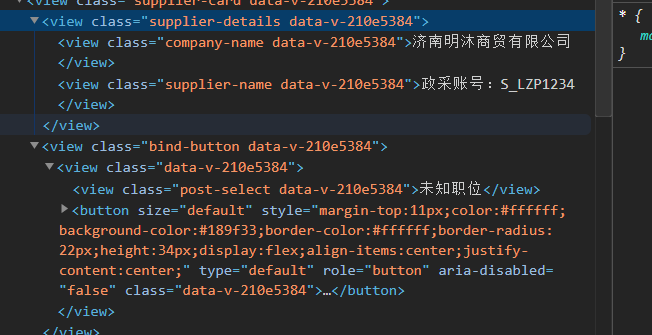 <view class="supplier-card data-v-210e5384">
▼<view class="supplier-details data-v-210e5384">
<view class="company-name data-v-210e5384">济南明沐商贸有限公司
</view>
<view class="supplier-name data-v-210e5384">政采账号：S_LZP1234
</view>
</view>
▼<view class="bind-button data-v-210e5384">
▼<view class="data-v-210e5384">
<view class="post-select data-v-210e5384">未知职位</view>
▶<button size="default" style="margin-top:11px;color:#ffffff;
background-color:#189f33;border-color:#ffffff;border-radius:
22px;height:34px;display:flex;align-items:center;justify-
content:center;" type="default" role="button" aria-disabled=
"false" class="data-v-210e5384">…</button>
</view>
</view>
* {
}